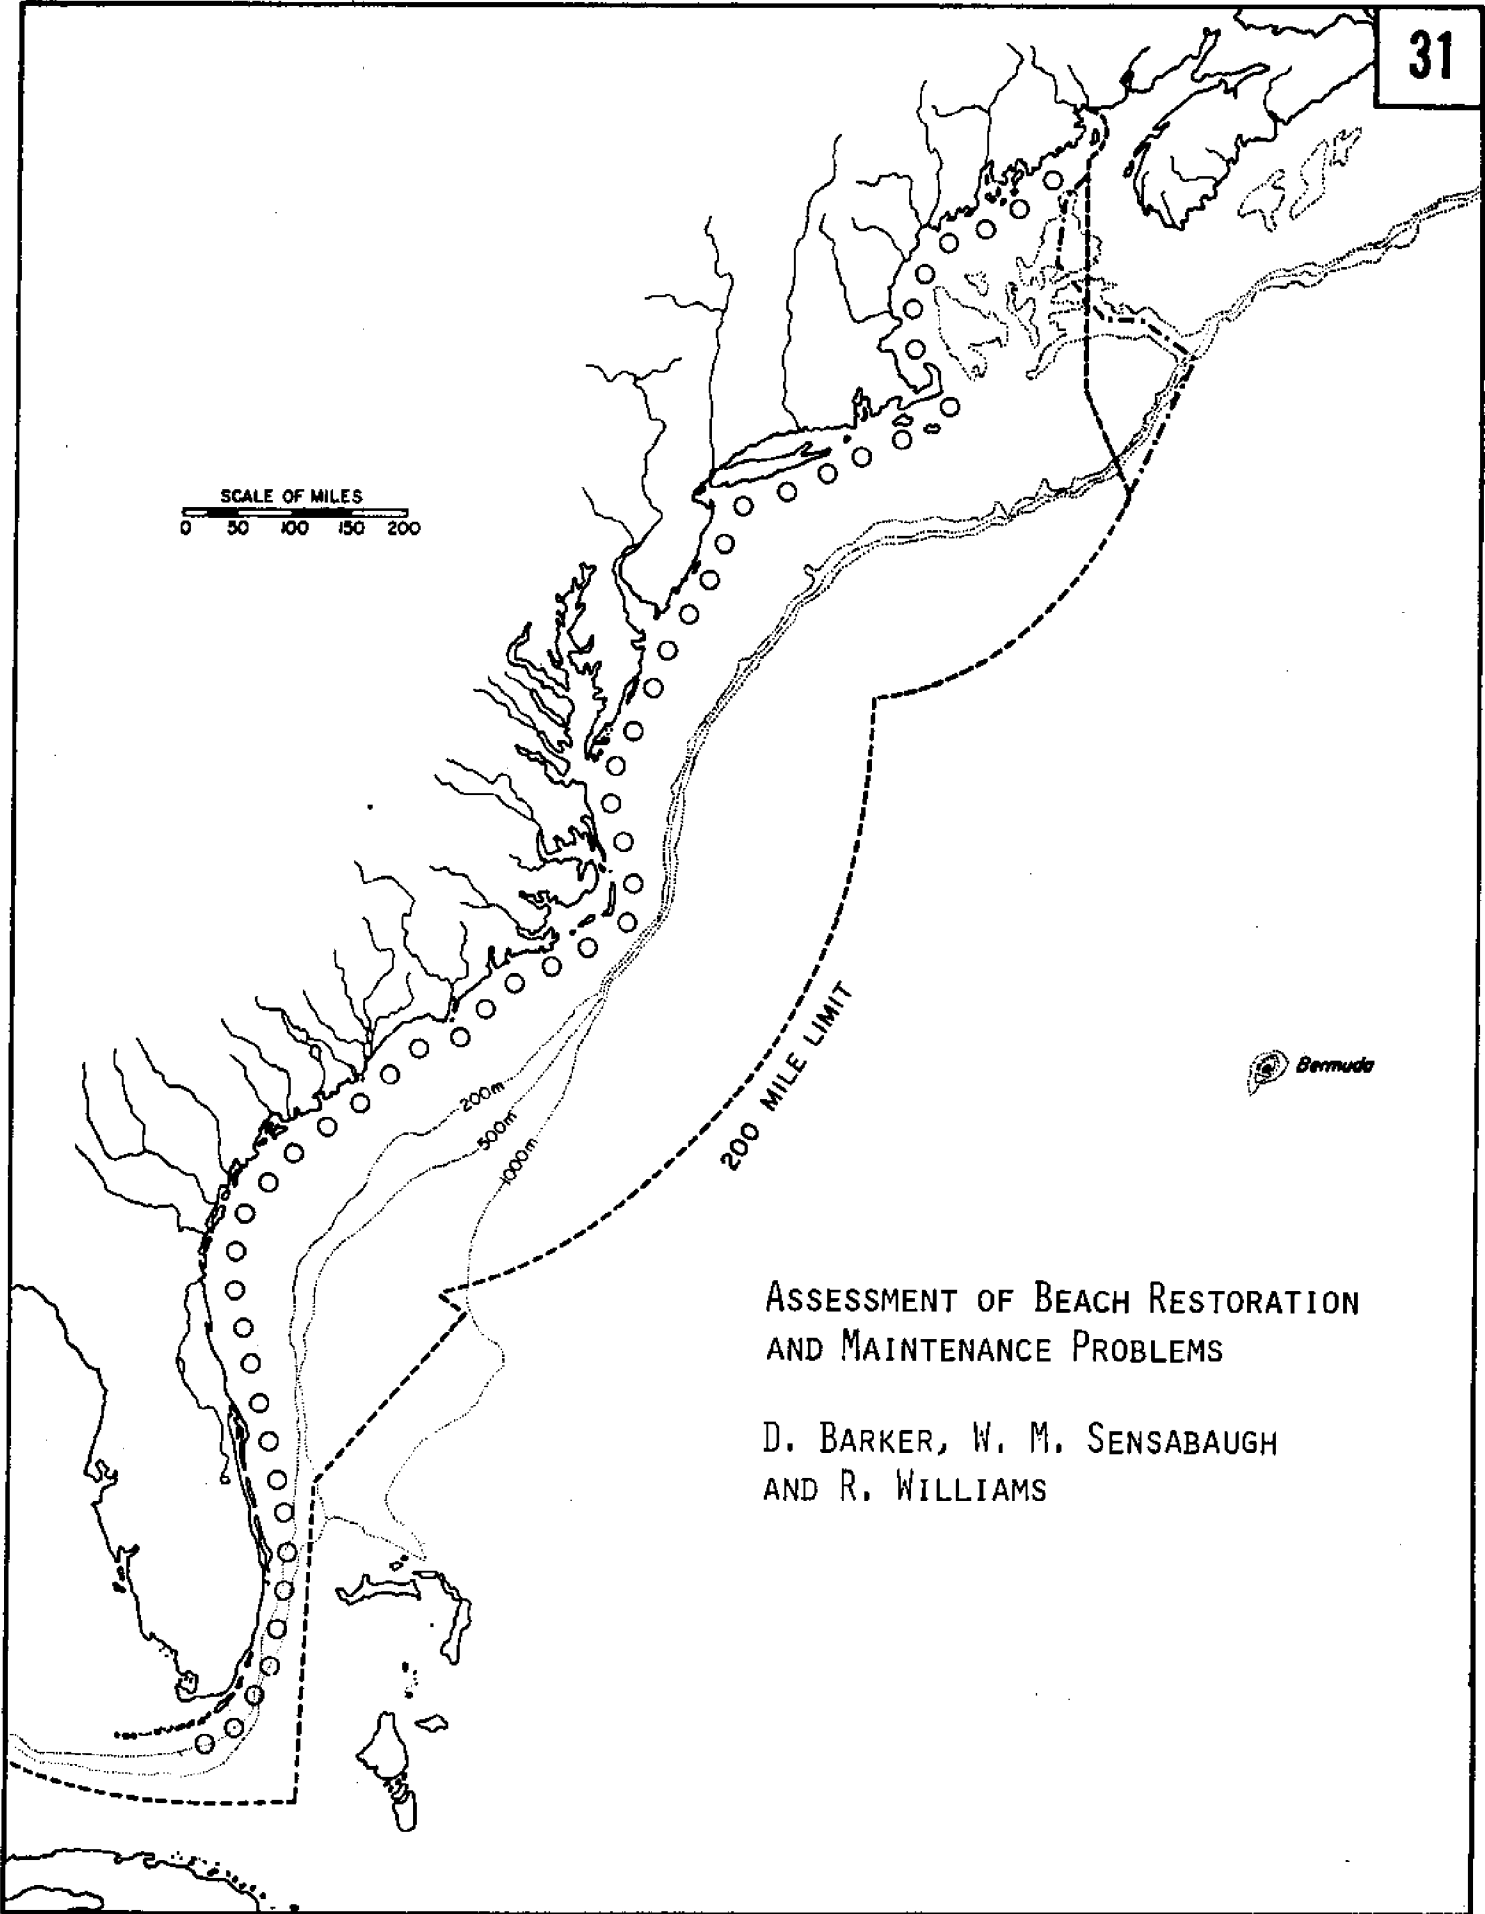 31
SCALE OF MILES
0 50 100 150 200
200m
500m
1000m
200 MILE LIMIT
Bermuda
ASSESSMENT OF BEACH RESTORATION
AND MAINTENANCE PROBLEMS
D. BARKER, W. M. SENSABAUGH
AND R. WILLIAMS